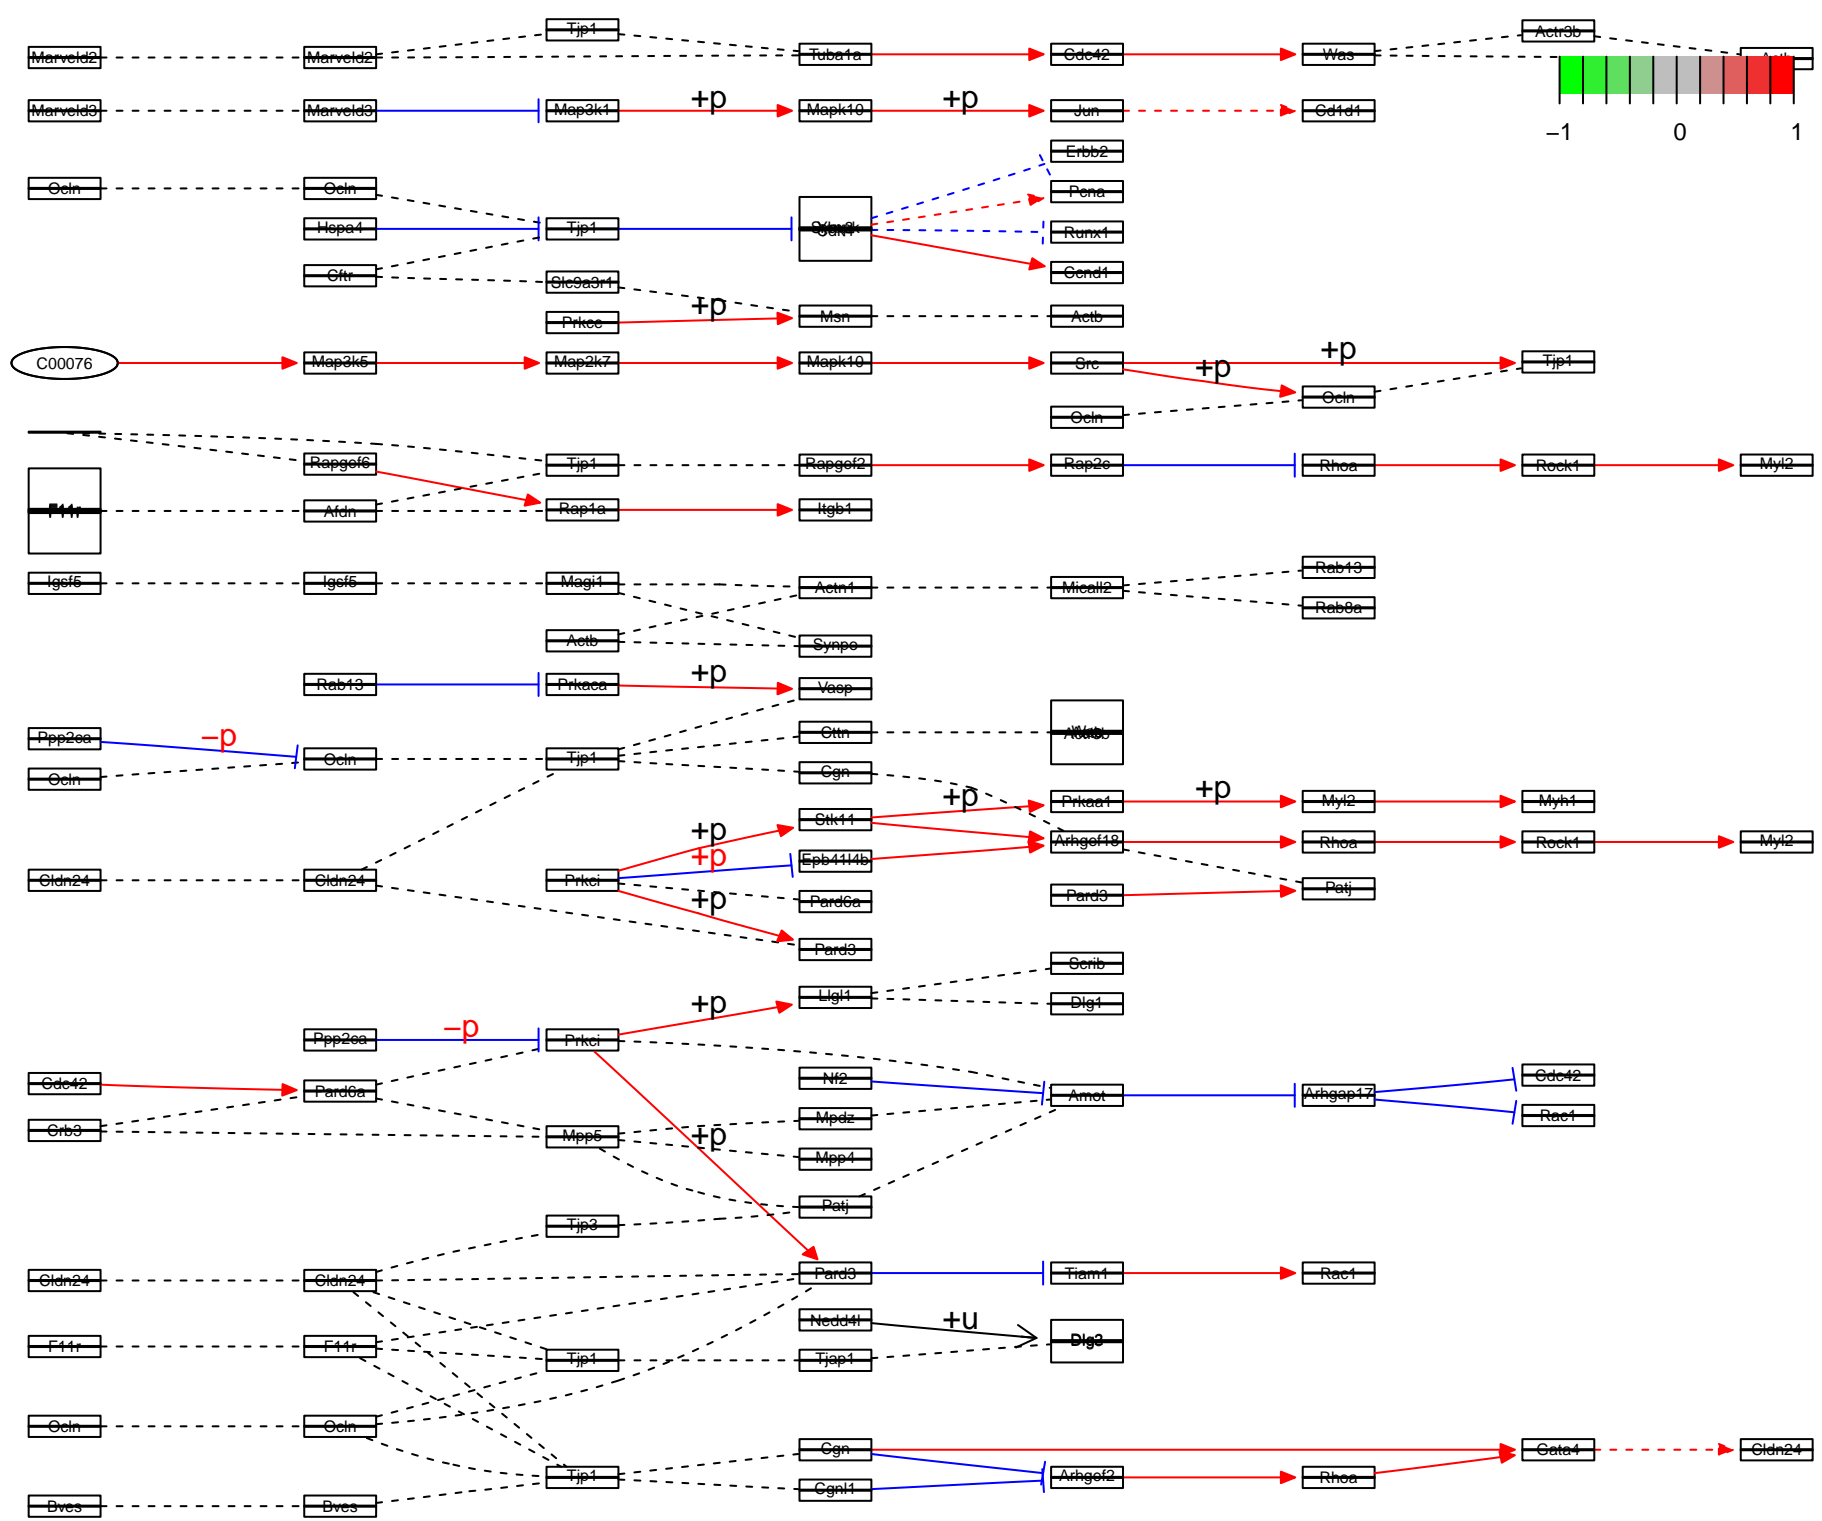 Tjp1
Actr3b
Marveld2 Marveld2 Tuba1a Cdc42 Was
Marveld3 Marveld3 Map3k1 +p Mapk10 +p Jun Cd1d1
−1 0 1
Erbb2
Ocln Ocln Pcna
Hspa4 Tjp1 Runx1
Cftr Slc9a3r1 Ccnd1
+p
Prkce Msn Actb
C00076 Map3k5 Map2k7 Mapk10 Src +p +p Tjp1
Ocln
Ocln
Rapgef6 Tjp1 Rapgef2 Rap2c Rhoa Rock1 Myl2
F11r Afdn Rap1a Itgb1
Rab13
Igsf5 Igsf5 Magi1 Actn1 Micall2
Rab8a
Actb Synpo
Rab13 Prkaca +p Vasp
Ppp2ca −p Cttn
Ocln Ocln Tjp1 Cgn
+p Prkaa1 +p Myl2 Myh1
+p Stk11
+p Epb41l4b Arhgef18 Rhoa Rock1 Myl2
Cldn24 Cldn24 Prkci Pard3 Patj
+p Pard6a
Pard3
Scrib
+p Llgl1 Dlg1
Ppp2ca −p Prkci
Cdc42 Pard6a Nf2 Amot Arhgap17 Cdc42
Crb3 Mpp5 +p Mpdz Rac1
Mpp4
Patj
Tjp3
Cldn24 Cldn24 Pard3 Tiam1 Rac1
Nedd4l +u
F11r F11r Tjp1 Tjap1 Dlg3
Ocln Ocln
Cgn Gata4 Cldn24
Tjp1 Cgnl1 Arhgef2 Rhoa
Bves Bves